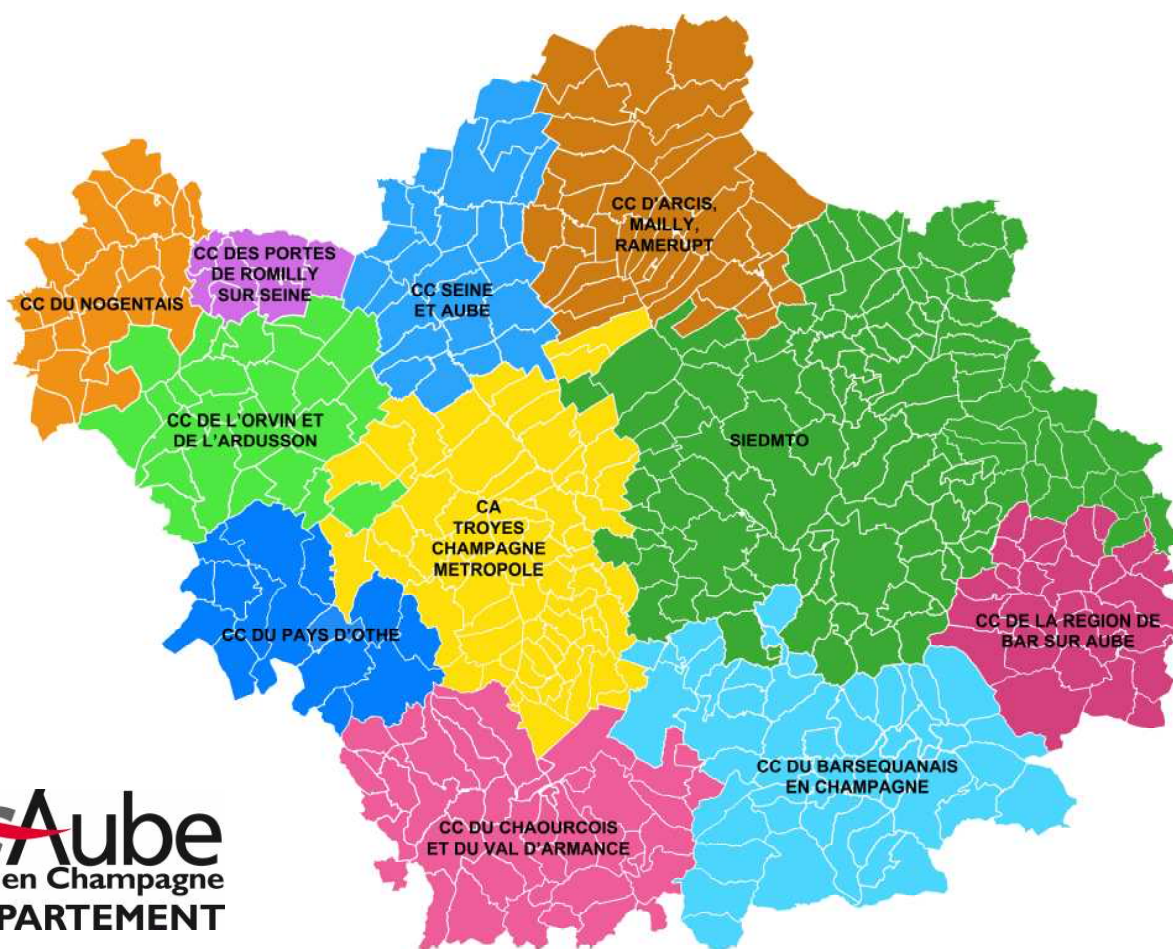 CC D'ARCIS,
MAILLY,
RAMERUPT
CC DES PORTES
DE ROMILLY
SUR SEINE
CC DU NOGENTAIS
CC SEINE
ET AUBE
CC DE L'ORVIN ET
DE L'ARDUSSON
SIEDMTO
CA
TROYES
CHAMPAGNE
METROPOLE
CC DU PAYS D'OTHE
CC DE LA REGION DE
BAR SUR AUBE
CC DU BARSEQUANAIS
EN CHAMPAGNE
CC DU CHAOURCOIS
ET DU VAL D'ARMANCE
Aube
en Champagne
PARTEMENT